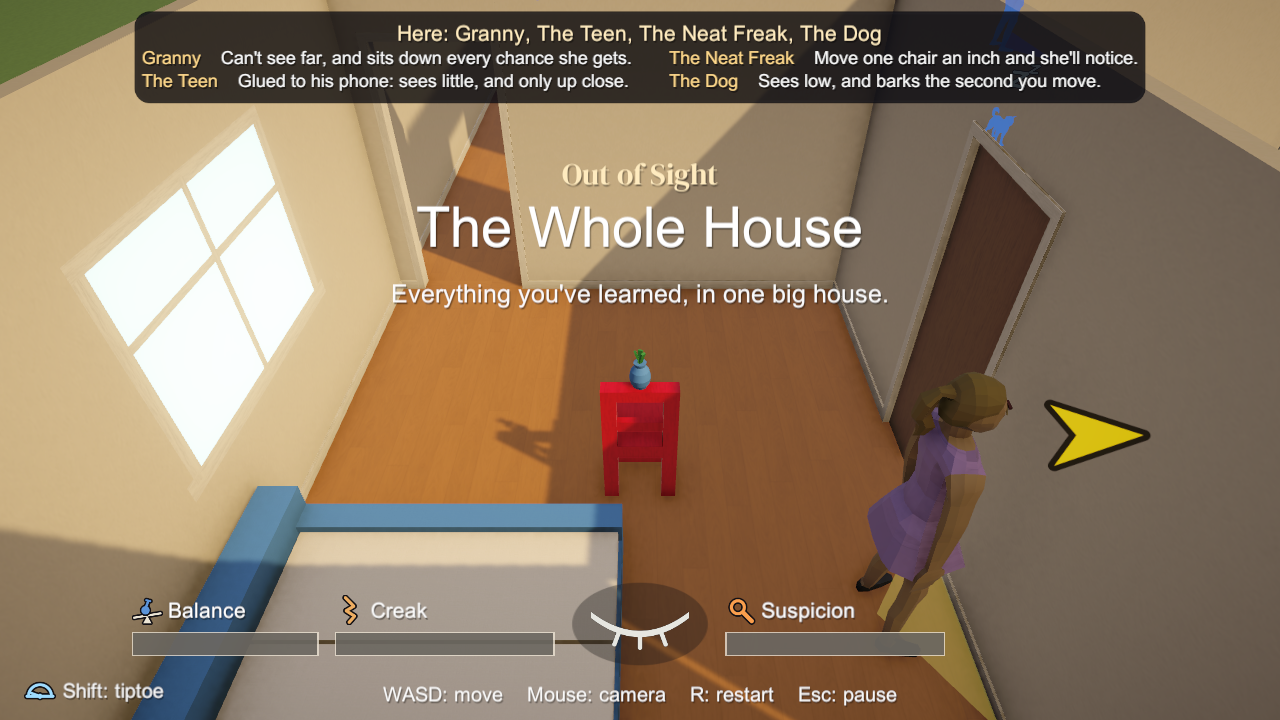 Here: Granny, The Teen, The Neat Freak, The Dog
Granny Can't see far, and sits down every chance she gets. The Neat Freak Move one chair an inch and she'll notice.
The Teen Glued to his phone: sees little, and only up close. The Dog Sees low, and barks the second you move.
Out of Sight
The Whole House
Everything you've learned, in one big house.
Balance Creak Suspicion
Shift: tiptoe
WASD: move Mouse: camera R: restart Esc: pause